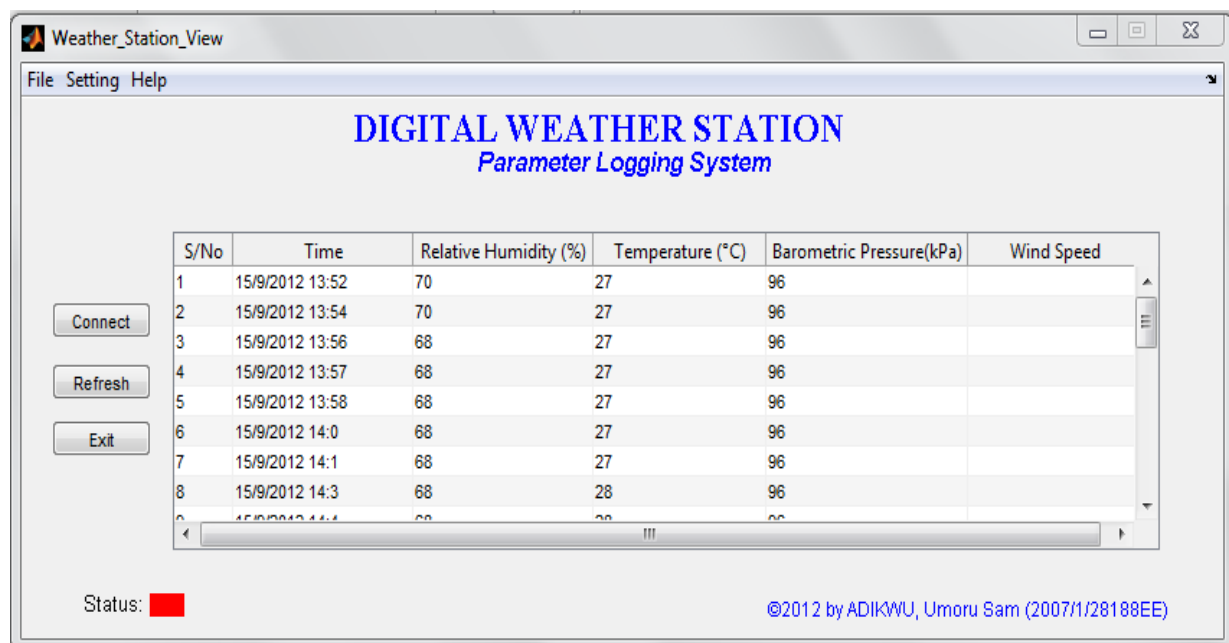 Weather_Station_View
File Setting Help
DIGITAL WEATHER STATION
Parameter Logging System
S/No Time Relative Humidity (%) Temperature (°C) Barometric Pressure(kPa) Wind Speed
1 15/9/2012 13:52 70 27 96
2 15/9/2012 13:54 70 27 96
3 15/9/2012 13:56 68 27 96
4 15/9/2012 13:57 68 27 96
5 15/9/2012 13:58 68 27 96
6 15/9/2012 14:0 68 27 96
7 15/9/2012 14:1 68 27 96
8 15/9/2012 14:3 68 28 96
Connect
Refresh
Exit
Status:
©2012 by ADIKWU, Umoru Sam (2007/1/28188EE)